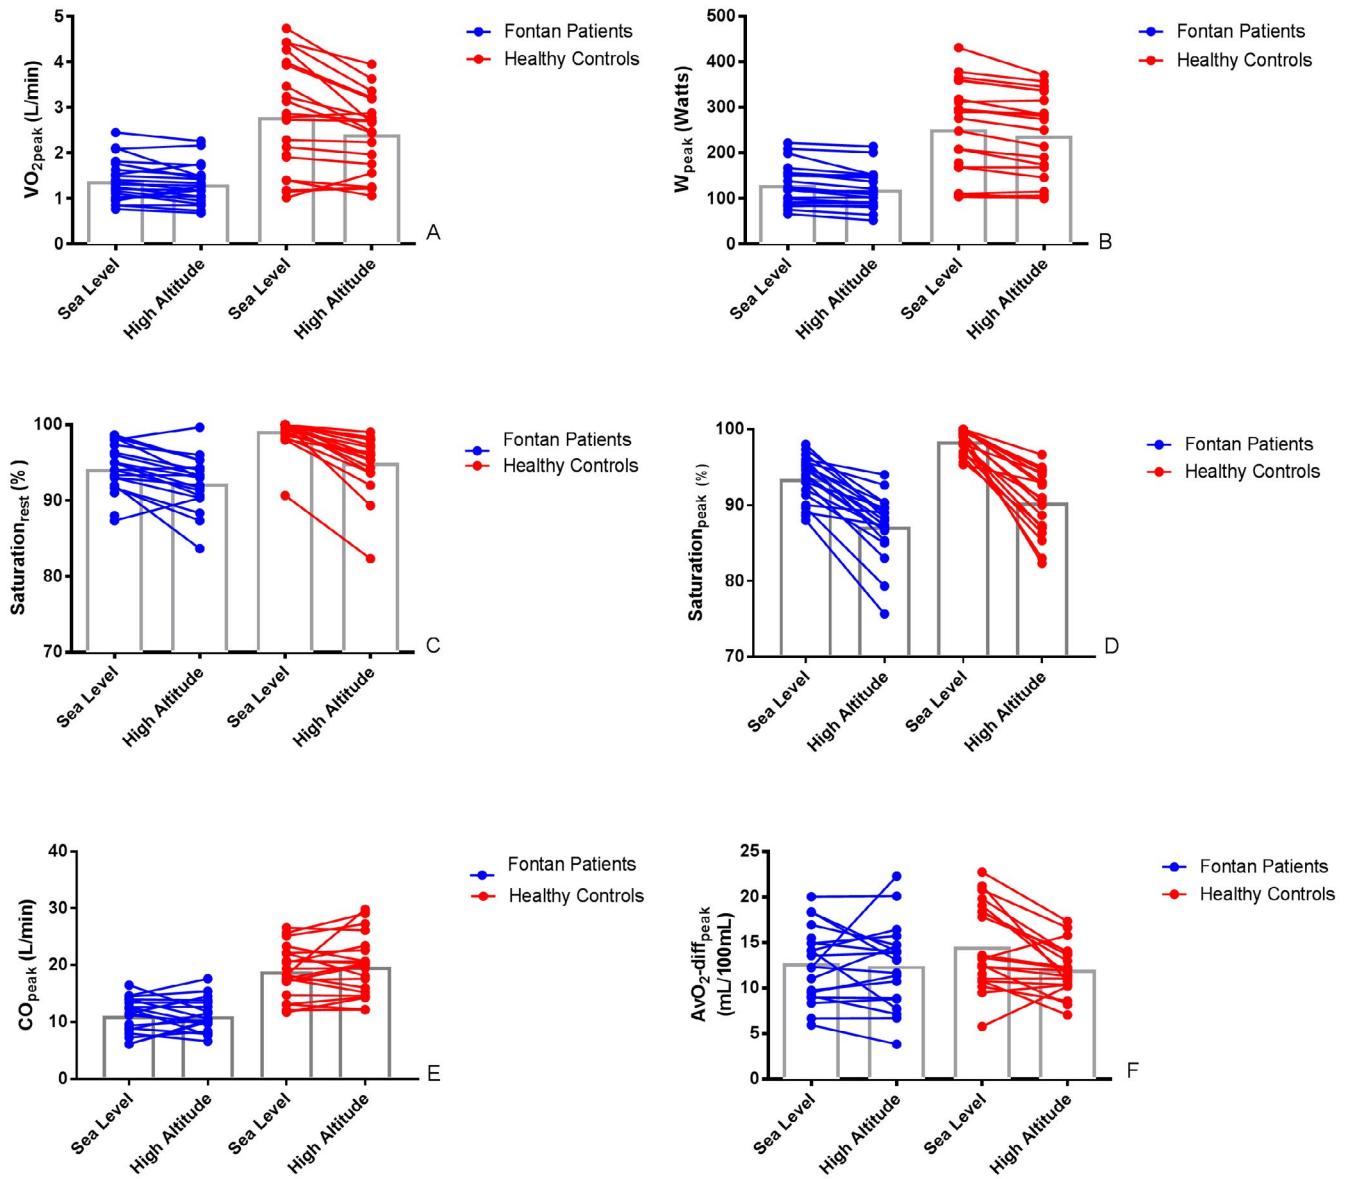 5
4
3
2
1
0
VO2peak (L/min)
Sea Level
High Altitude
Sea Level
High Altitude
Fontan Patients
Healthy Controls
A
500
400
300
200
100
0
Wpeak (Watts)
Sea Level
High Altitude
Sea Level
High Altitude
Fontan Patients
Healthy Controls
B
100
90
80
70
Saturationrest (%)
Sea Level
High Altitude
Sea Level
High Altitude
Fontan Patients
Healthy Controls
C
100
90
80
70
Saturationpeak (%)
Sea Level
High Altitude
Sea Level
High Altitude
Fontan Patients
Healthy Controls
D
40
30
20
10
0
COpeak (L/min)
Sea Level
High Altitude
Sea Level
High Altitude
Fontan Patients
Healthy Controls
E
25
20
15
10
5
0
AvO2-diffpeak
(mL/100mL)
Sea Level
High Altitude
Sea Level
High Altitude
Fontan Patients
Healthy Controls
F